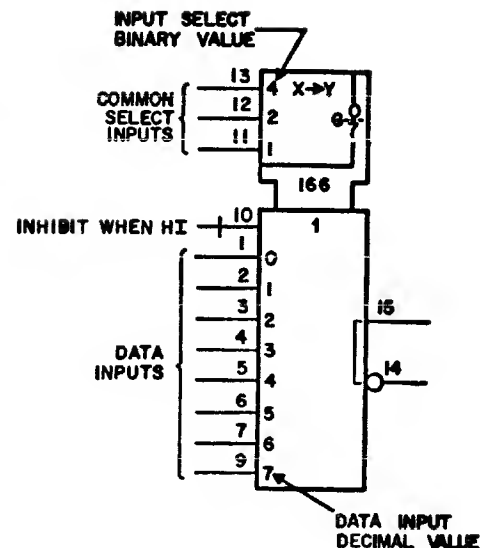 INPUT SELECT
BINARY VALUE
13
4 X→Y
COMMON
SELECT
INPUTS
12
2
11
1
G 0/7
166
INHIBIT WHEN HI
10
1
1
0
2
1
3
2
15
DATA
INPUTS
4
3
5
4
14
6
5
7
6
9
7
DATA INPUT
DECIMAL VALUE